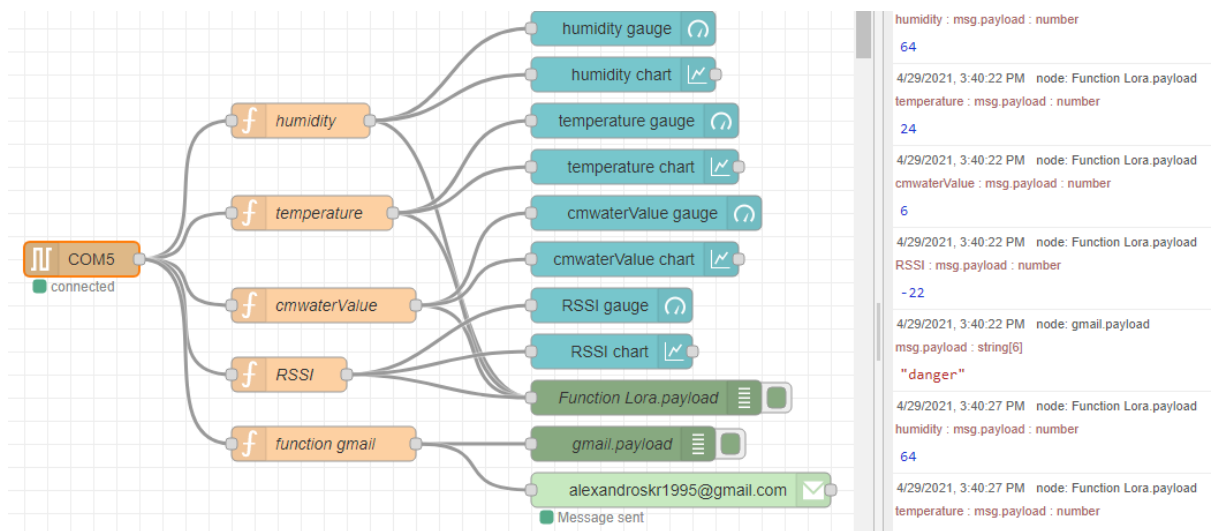 humidity gauge
humidity chart
humidity
temperature gauge
temperature chart
temperature
cmwaterValue gauge
COM5
connected
cmwaterValue chart
cmwaterValue
RSSI gauge
RSSI chart
RSSI
Function Lora.payload
function gmail
gmail.payload
alexandroskr1995@gmail.com
Message sent
humidity : msg.payload : number
64
4/29/2021, 3:40:22 PM node: Function Lora.payload
temperature : msg.payload : number
24
4/29/2021, 3:40:22 PM node: Function Lora.payload
cmwaterValue : msg.payload : number
6
4/29/2021, 3:40:22 PM node: Function Lora.payload
RSSI : msg.payload : number
-22
4/29/2021, 3:40:22 PM node: gmail.payload
msg.payload : string[6]
"danger"
4/29/2021, 3:40:27 PM node: Function Lora.payload
humidity : msg.payload : number
64
4/29/2021, 3:40:27 PM node: Function Lora.payload
temperature : msg.payload : number